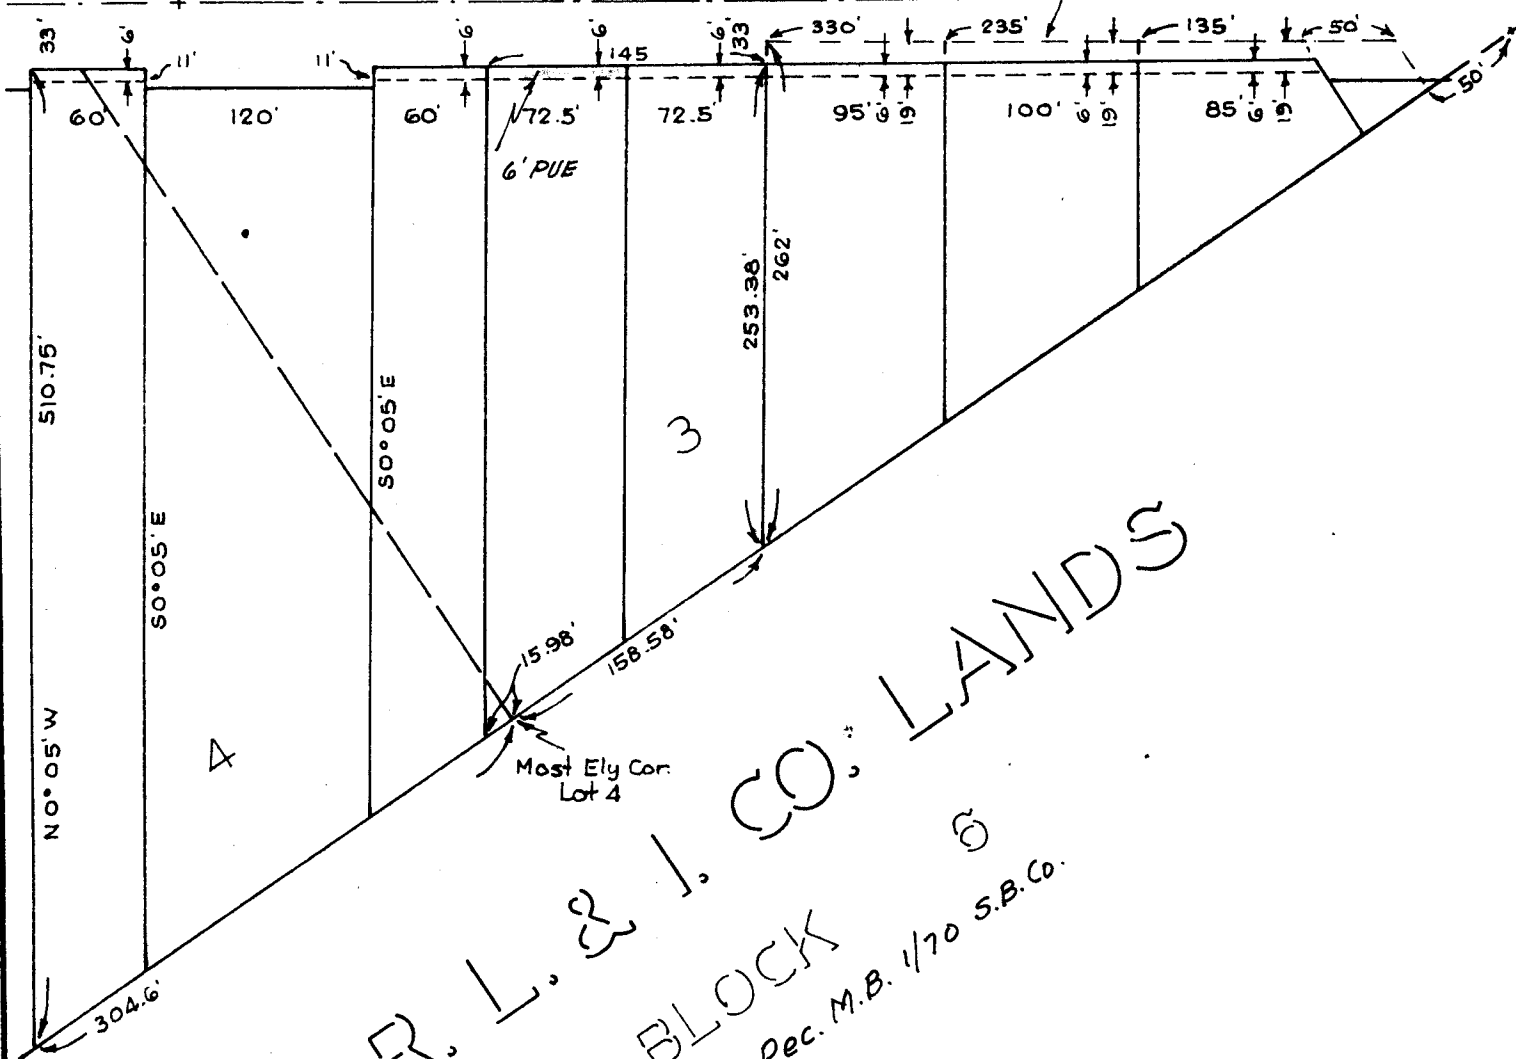 33' 6' 11' 11' 6' 6' 6' 33' 330' 235' 135' 50'
145
60' 120' 60' 72.5' 72.5' 95' 6' 19' 100' 6' 19' 85' 6' 19' 50'
6' PUE
253.38' 262'
510.75'
S0°05'E
3
S0°05'E
15.98'
158.58'
N0°05'W
4
Most Ely Cor.
Lot 4
304.6'
R. L. & I. CO. LANDS
BLOCK
Rec. M.B. 1/70 S.B.Co.